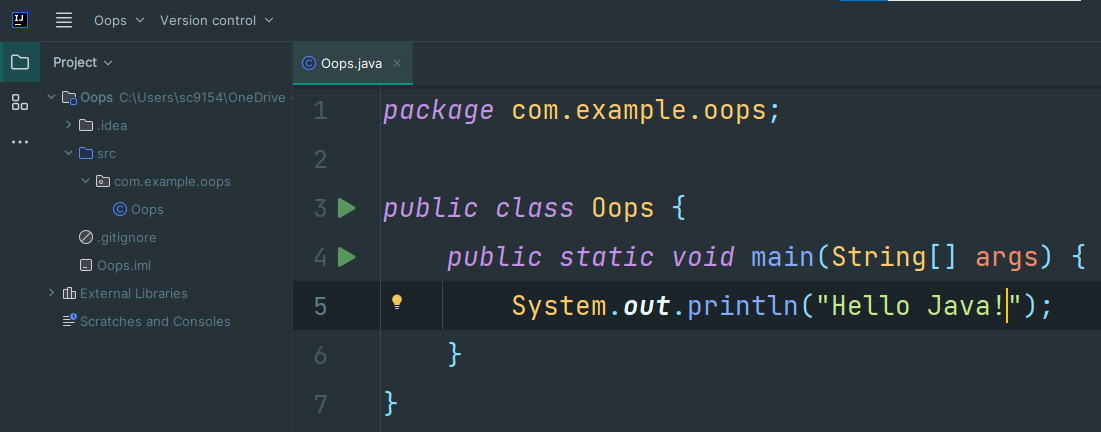 IJ
Oops
Version control
Project
Oops C:\Users\sc9154\OneDrive
.idea
src
com.example.oops
Oops
.gitignore
Oops.iml
External Libraries
Scratches and Consoles
Oops.java
1 package com.example.oops;
2
3 public class Oops {
4 public static void main(String[] args) {
5 System.out.println("Hello Java!");
6 }
7 }